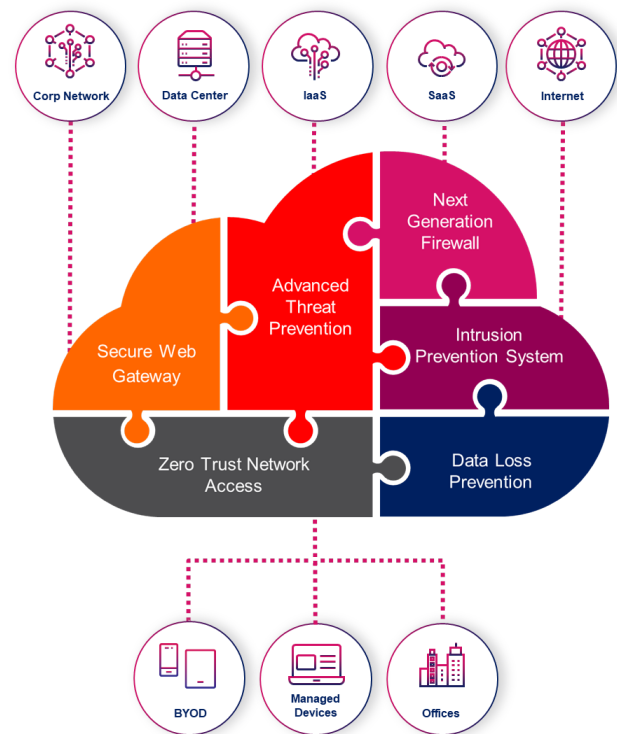 Corp Network
Data Center
IaaS
SaaS
Internet
Next
Generation
Firewall
Advanced
Threat
Prevention
Secure Web
Gateway
Intrusion
Prevention System
Zero Trust Network
Access
Data Loss
Prevention
BYOD
Managed
Devices
Offices